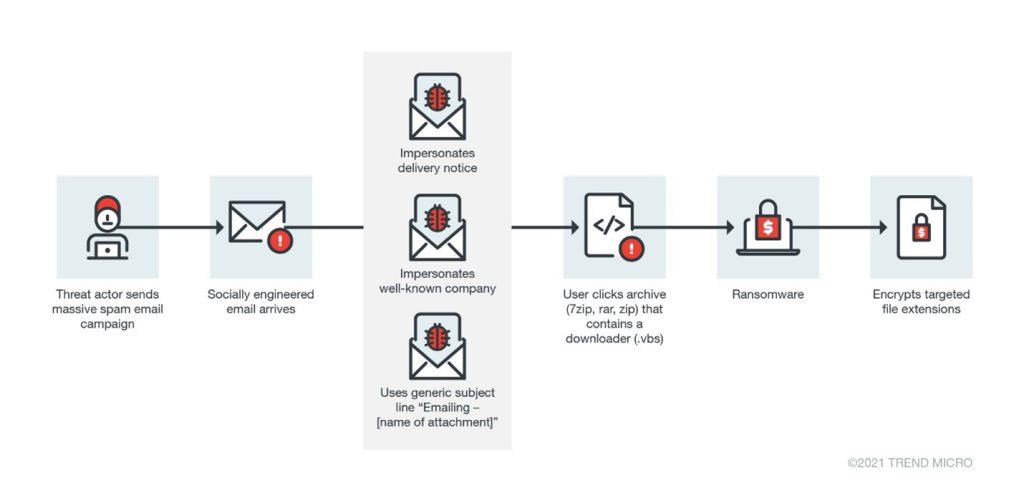 Threat actor sends
massive spam email
campaign
Socially engineered
email arrives
Impersonates
delivery notice
Impersonates
well-known company
Uses generic subject
line “Emailing –
[name of attachment]”
</>
!
User clicks archive
(7zip, rar, zip) that
contains a
downloader (.vbs)
$
Ransomware
$
Encrypts targeted
file extensions
©2021 TREND MICRO